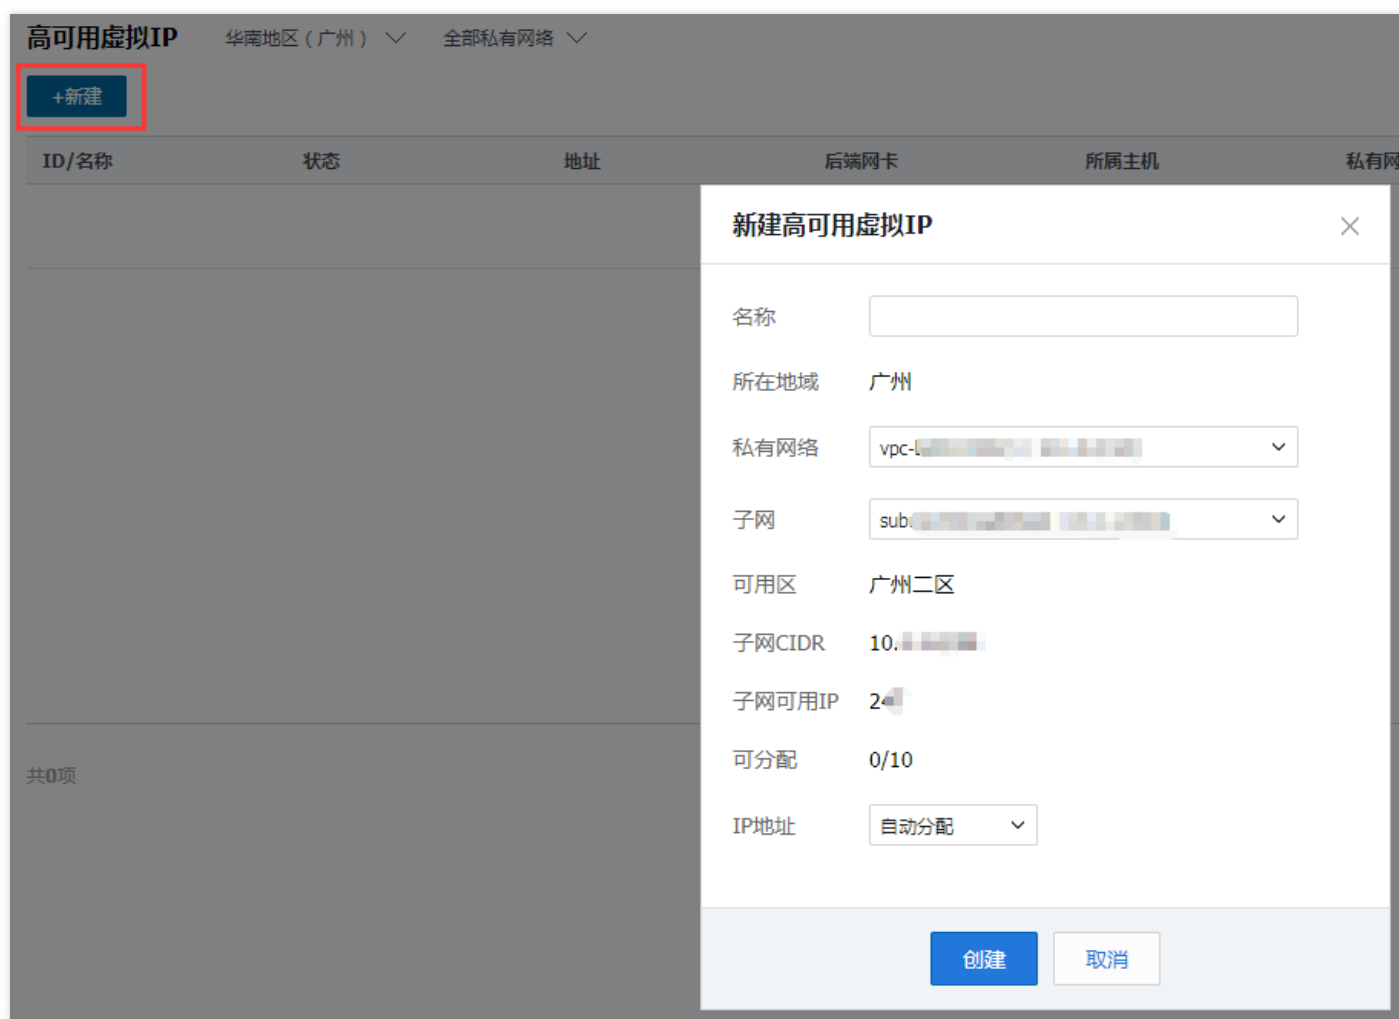 高可用虚拟IP 华南地区（广州） 全部私有网络
+新建
ID/名称 状态 地址 后端网卡 所属主机 私有网
新建高可用虚拟IP
名称
所在地域 广州
私有网络 vpc-
子网 sub
可用区 广州二区
子网CIDR 10.
子网可用IP 24
可分配 0/10
共0项
IP地址 自动分配
创建 取消